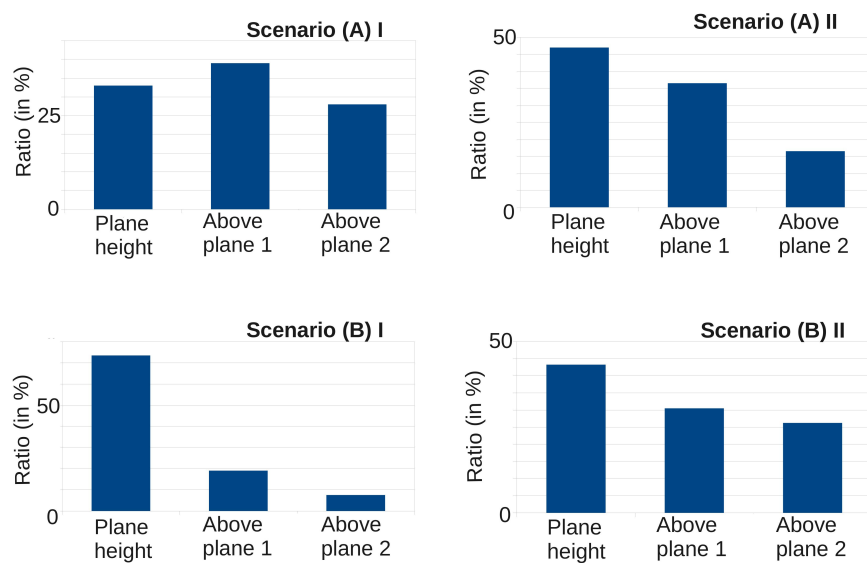 Scenario (A) I
Ratio (in %)
25
0
Plane height
Above plane 1
Above plane 2
Scenario (A) II
Ratio (in %)
50
0
Plane height
Above plane 1
Above plane 2
Scenario (B) I
Ratio (in %)
50
0
Plane height
Above plane 1
Above plane 2
Scenario (B) II
Ratio (in %)
50
0
Plane height
Above plane 1
Above plane 2